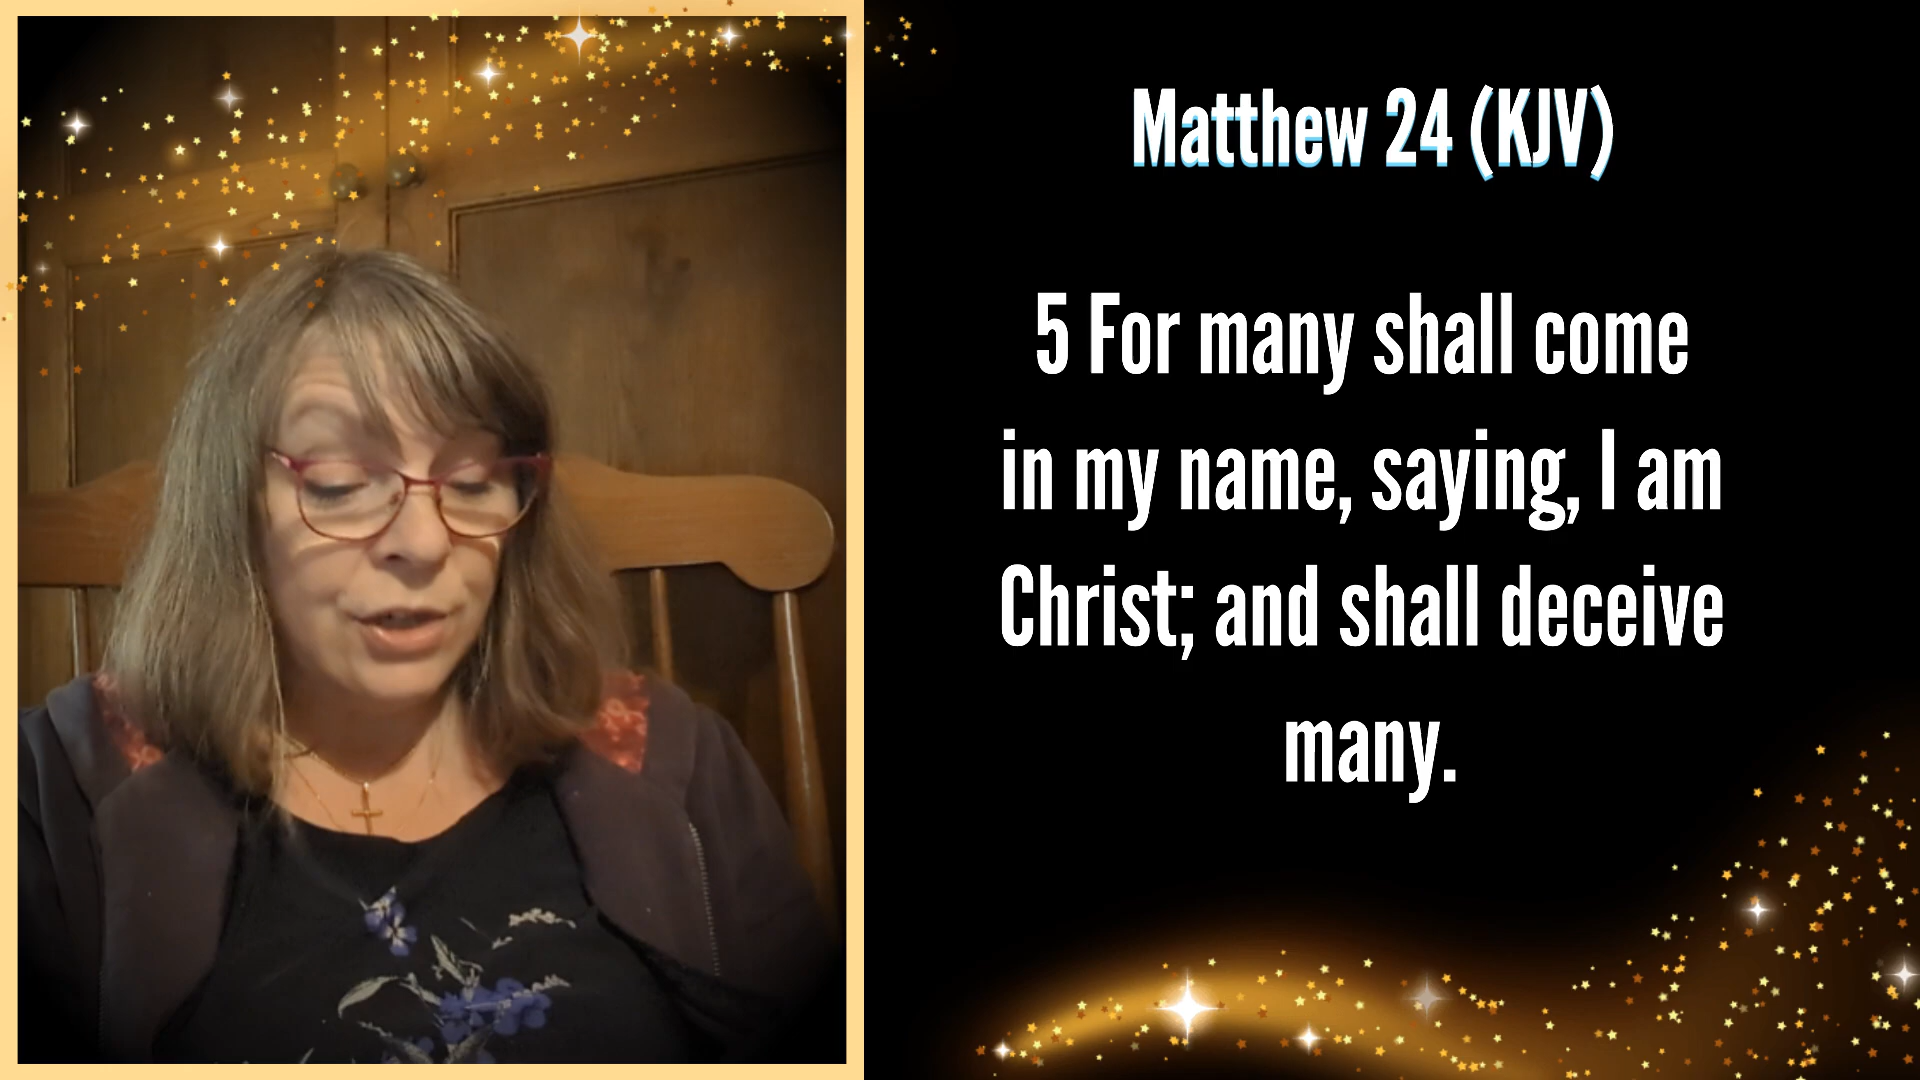 Matthew 24 (KJV)
5 For many shall come
in my name, saying, I am
Christ; and shall deceive
many.